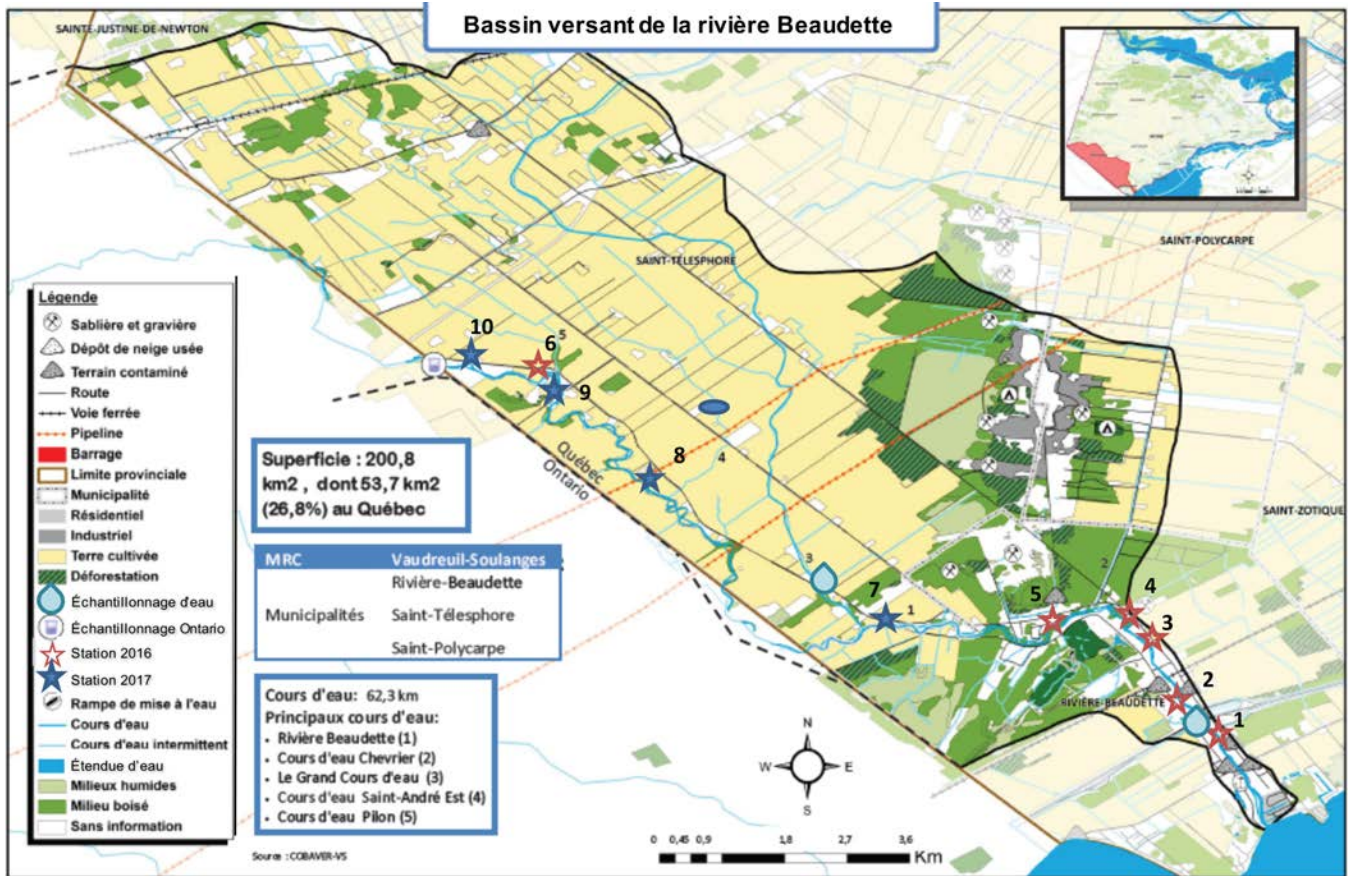 Bassin versant de la rivière Beaudette
SAINTE-JUSTINE-DE-NEWTON
SAINT-POLYCARPE
SAINT-TÉLESPHORE
SAINT-ZOTIQUE
RIVIÈRE-BEAUDETTE
Québec
Ontario
10
6
5
9
8
4
3
7
1
5
2
4
3
2
1
Légende
Sablière et gravière
Dépôt de neige usée
Terrain contaminé
Route
Voie ferrée
Pipeline
Barrage
Limite provinciale
Municipalité
Résidentiel
Industriel
Terre cultivée
Déforestation
Échantillonnage d'eau
Échantillonnage Ontario
Station 2016
Station 2017
Rampe de mise à l'eau
Cours d'eau
Cours d'eau intermittent
Étendue d'eau
Milieux humides
Milieu boisé
Sans information
Superficie : 200,8
km2 , dont 53,7 km2
(26,8%) au Québec
MRC Vaudreuil-Soulanges
Rivière-Beaudette
Municipalités Saint-Télesphore
Saint-Polycarpe
Cours d'eau: 62,3 km
Principaux cours d'eau:
• Rivière Beaudette (1)
• Cours d'eau Chevrier (2)
• Le Grand Cours d'eau (3)
• Cours d'eau Saint-André Est (4)
• Cours d'eau Pilon (5)
Source : COBAVER-VS
N
W E
S
0 0,45 0,9 1,8 2,7 3,6
Km